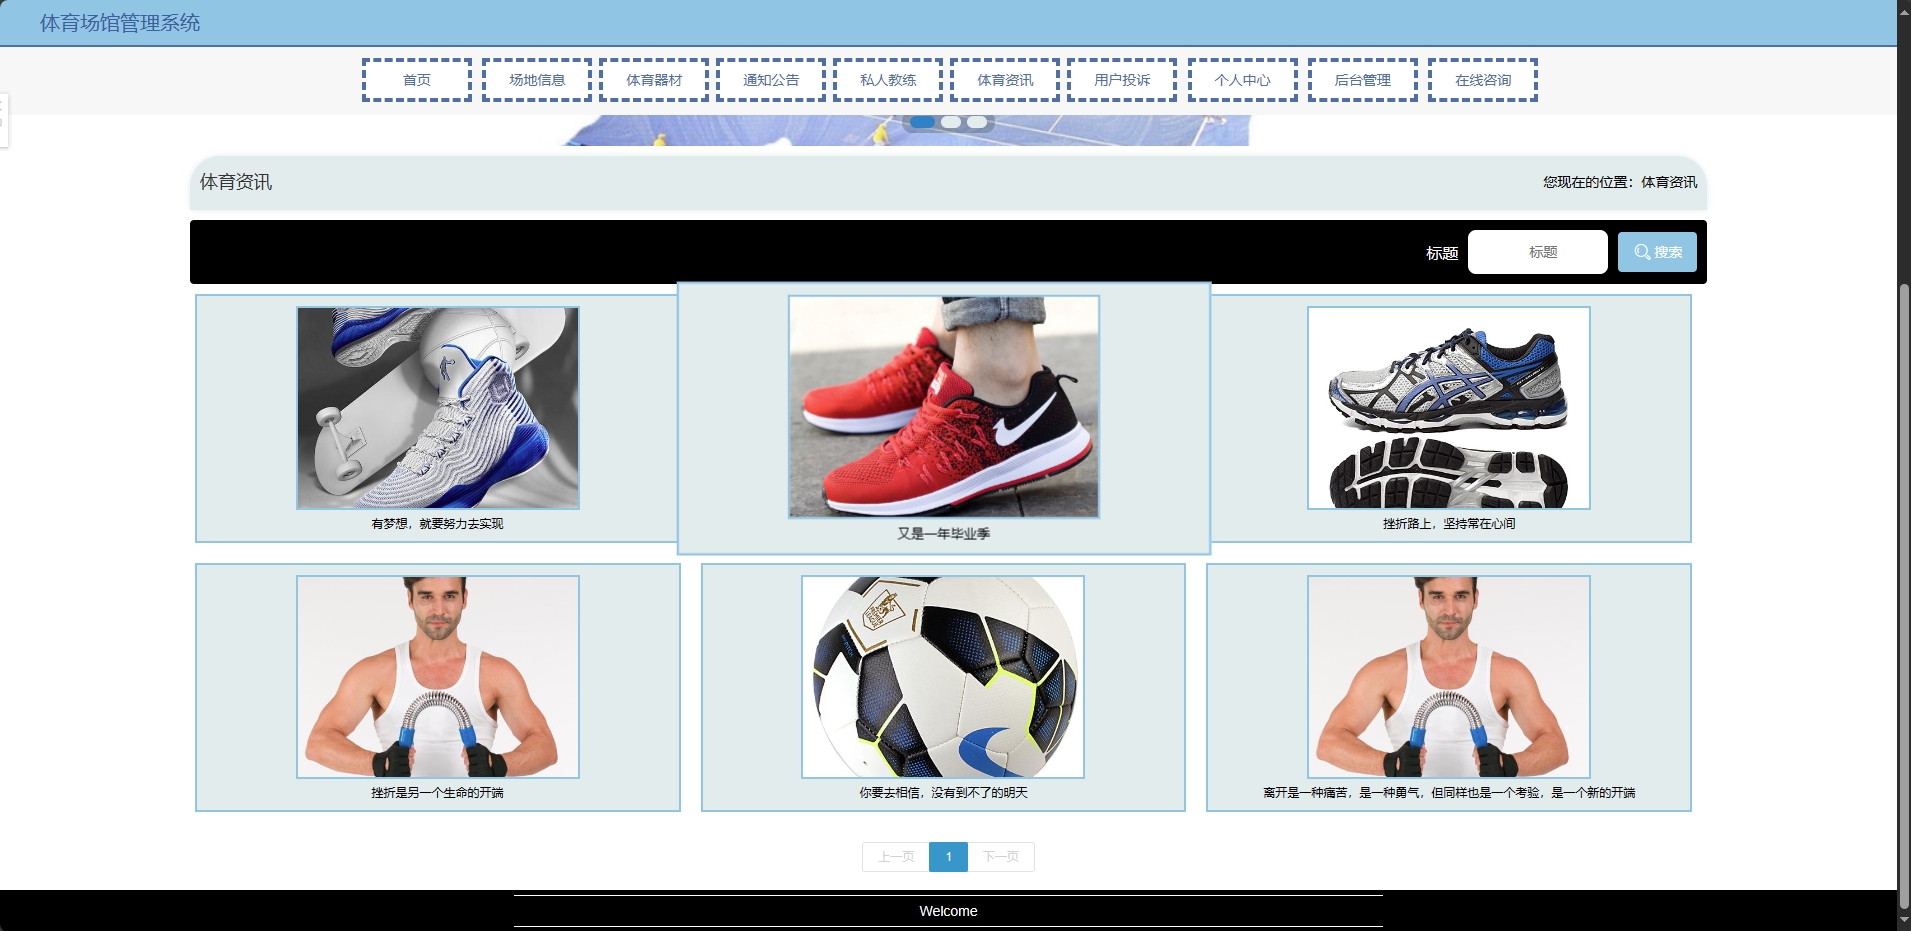 体育场馆管理系统
首页 场地信息 体育器材 通知公告 私人教练 体育资讯 用户投诉 个人中心 后台管理 在线咨询
体育资讯 您现在的位置：体育资讯
标题 标题 搜索
有梦想，就要努力去实现 又是一年毕业季 挫折路上，坚持常在心间
挫折是另一个生命的开端 你要去相信，没有到不了的明天 离开是一种痛苦，是一种勇气，但同样也是一个考验，是一个新的开端
上一页 1 下一页
Welcome